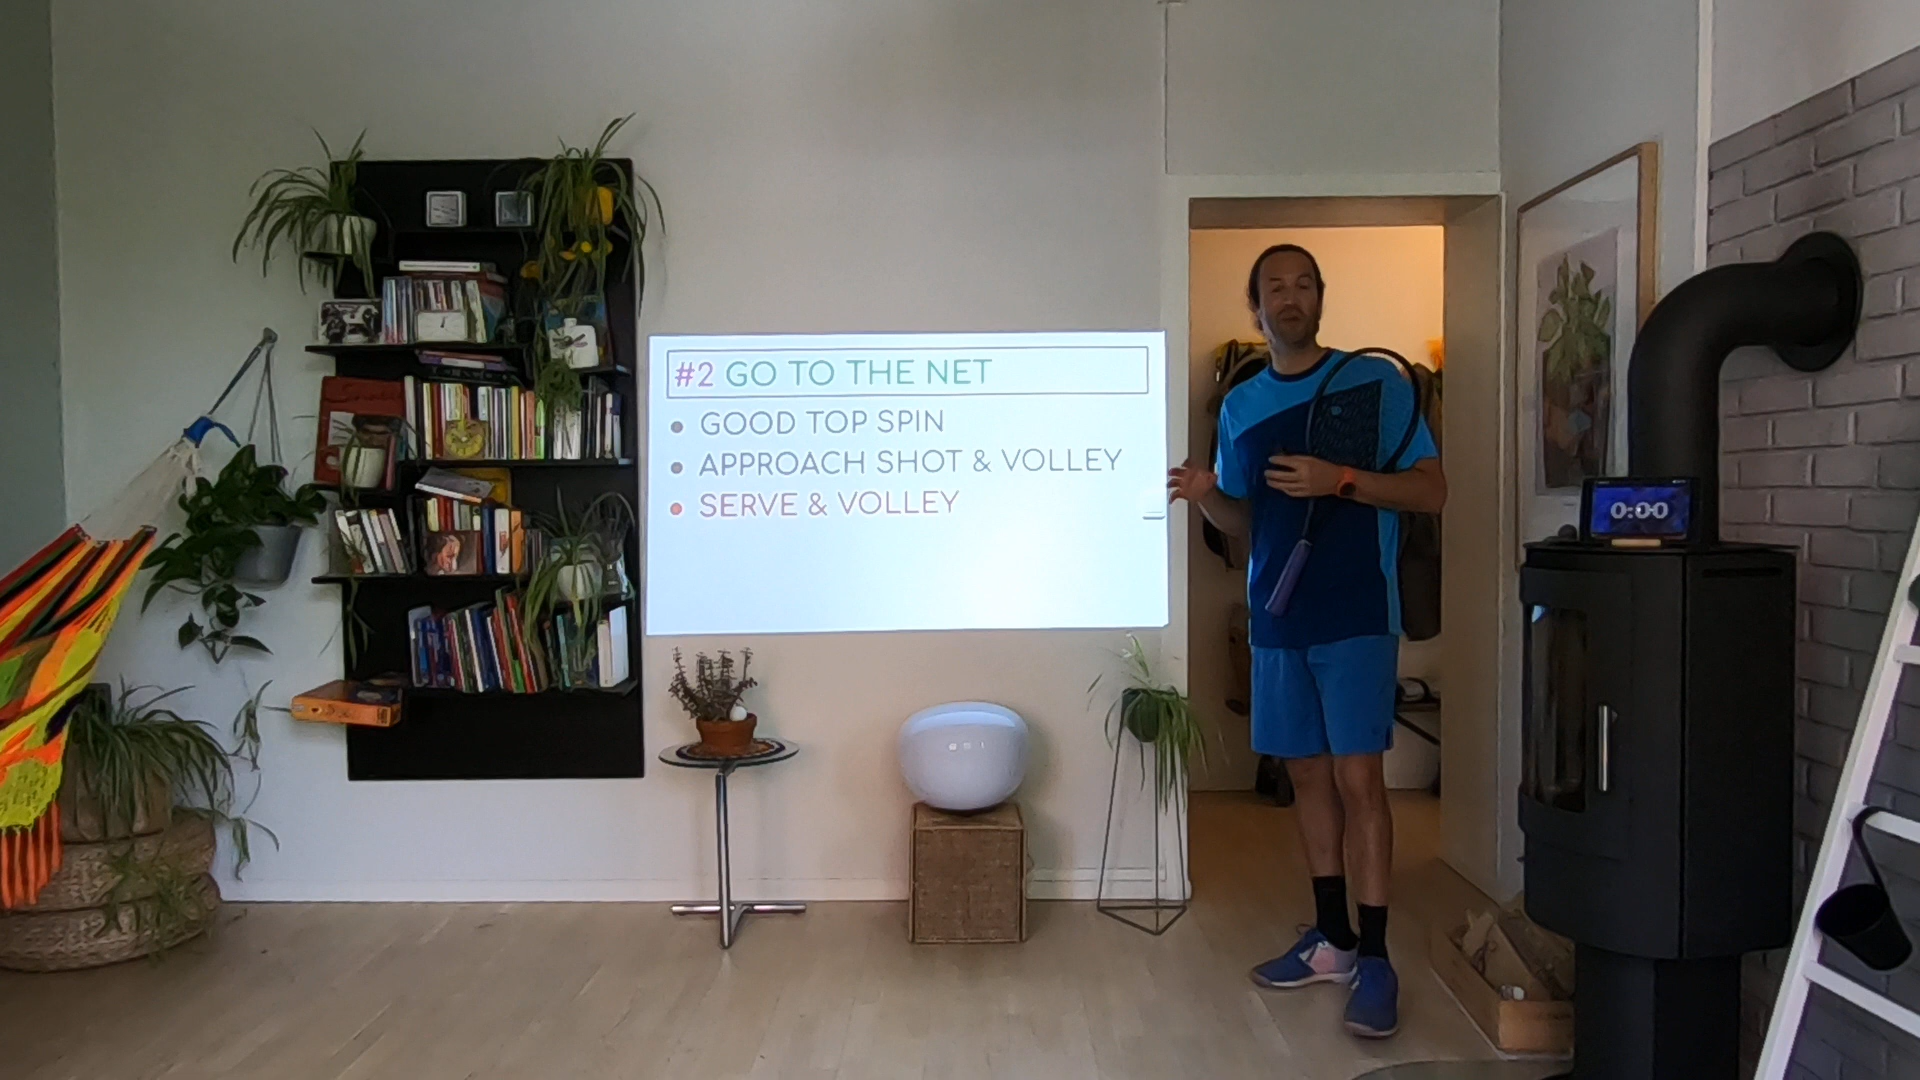 #2 GO TO THE NET
GOOD TOP SPIN
APPROACH SHOT & VOLLEY
SERVE & VOLLEY
0:00